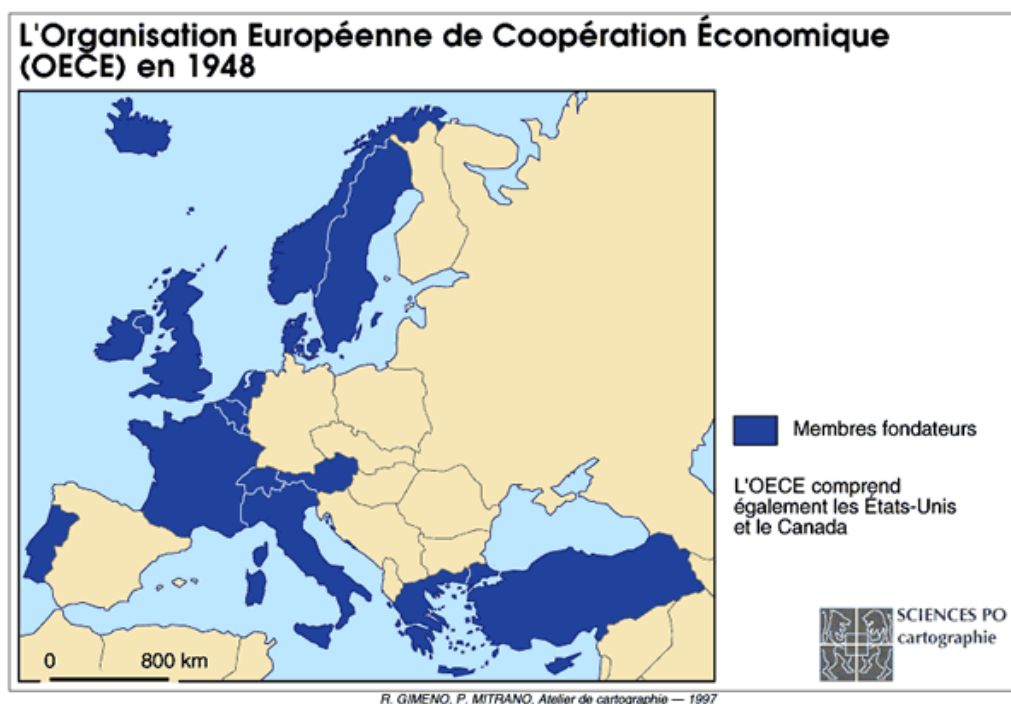 L'Organisation Européenne de Coopération Économique
(OECE) en 1948
Membres fondateurs
L'OECE comprend
également les États-Unis
et le Canada
SCIENCES PO
cartographie
0 800 km
R. GIMENO, P. MITRANO, Atelier de cartographie — 1997